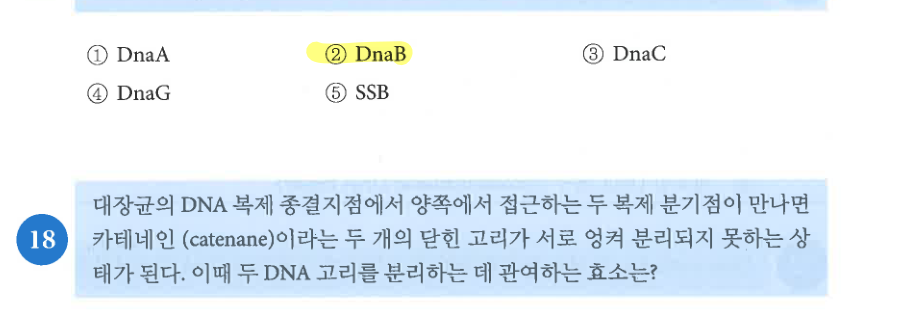 ① DnaA ② DnaB ③ DnaC
④ DnaG ⑤ SSB
18
대장균의 DNA 복제 종결지점에서 양쪽에서 접근하는 두 복제 분기점이 만나면
카테네인 (catenane)이라는 두 개의 닫힌 고리가 서로 엉켜 분리되지 못하는 상
태가 된다. 이때 두 DNA 고리를 분리하는 데 관여하는 효소는?